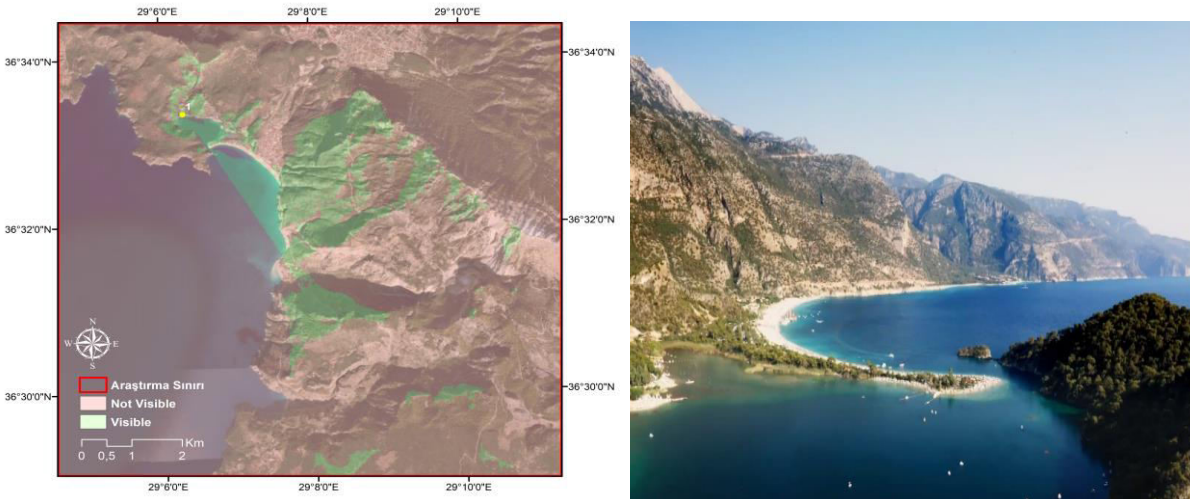 29°6'0"E 29°8'0"E 29°10'0"E
36°34'0"N 36°34'0"N
1
36°32'0"N 36°32'0"N
36°30'0"N 36°30'0"N
N
W E
S
Araştırma Sınırı
Not Visible
Visible
Km
0 0,5 1 2
29°6'0"E 29°8'0"E 29°10'0"E